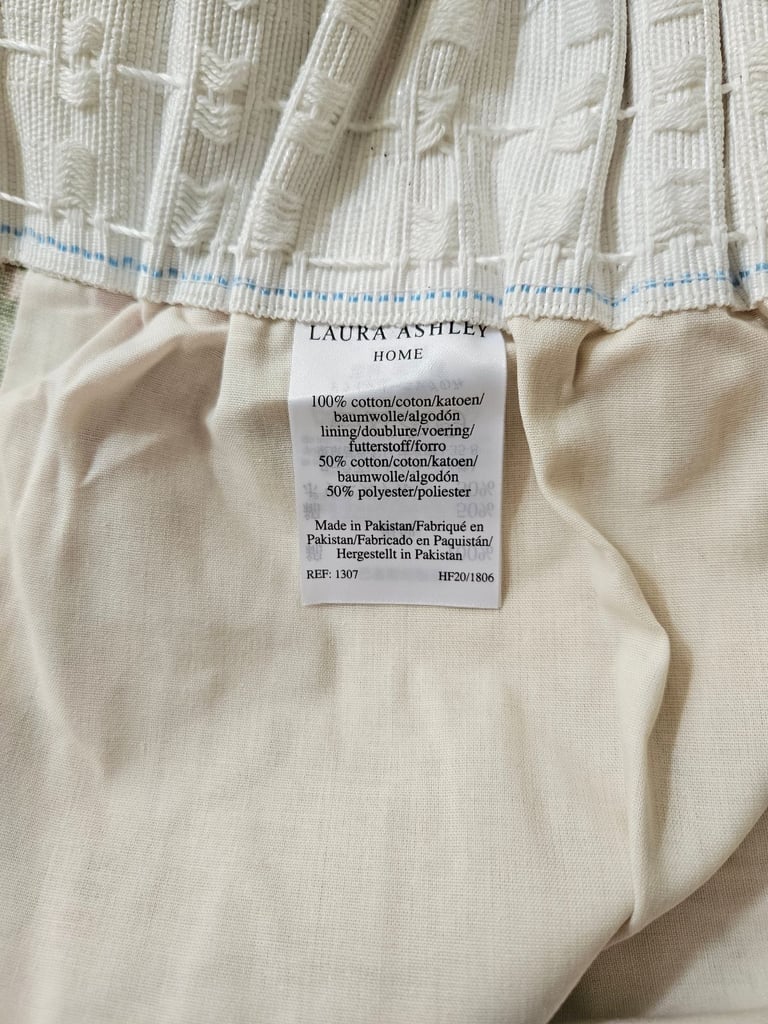 LAURA ASHLEY
HOME
100% cotton/coton/katoen/
baumwolle/algodón
lining/doublure/voering/
futterstoff/forro
50% cotton/coton/katoen/
baumwolle/algodón
50% polyester/poliester
Made in Pakistan/Fabriqué en
Pakistan/Fabricado en Paquistán/
Hergestellt in Pakistan
REF: 1307 HF20/1806